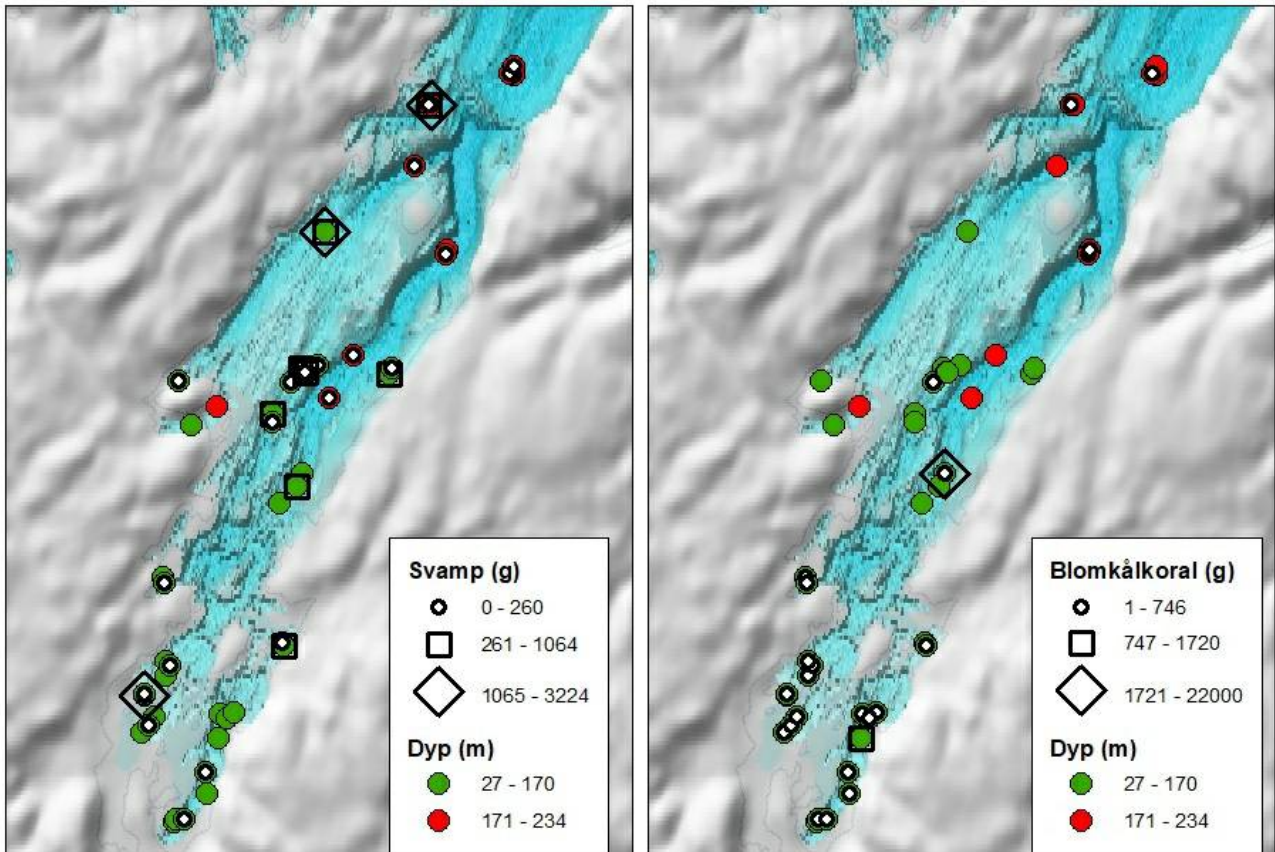 Svamp (g)
0 - 260
261 - 1064
1065 - 3224
Dyp (m)
27 - 170
171 - 234
Blomkålkoral (g)
1 - 746
747 - 1720
1721 - 22000
Dyp (m)
27 - 170
171 - 234